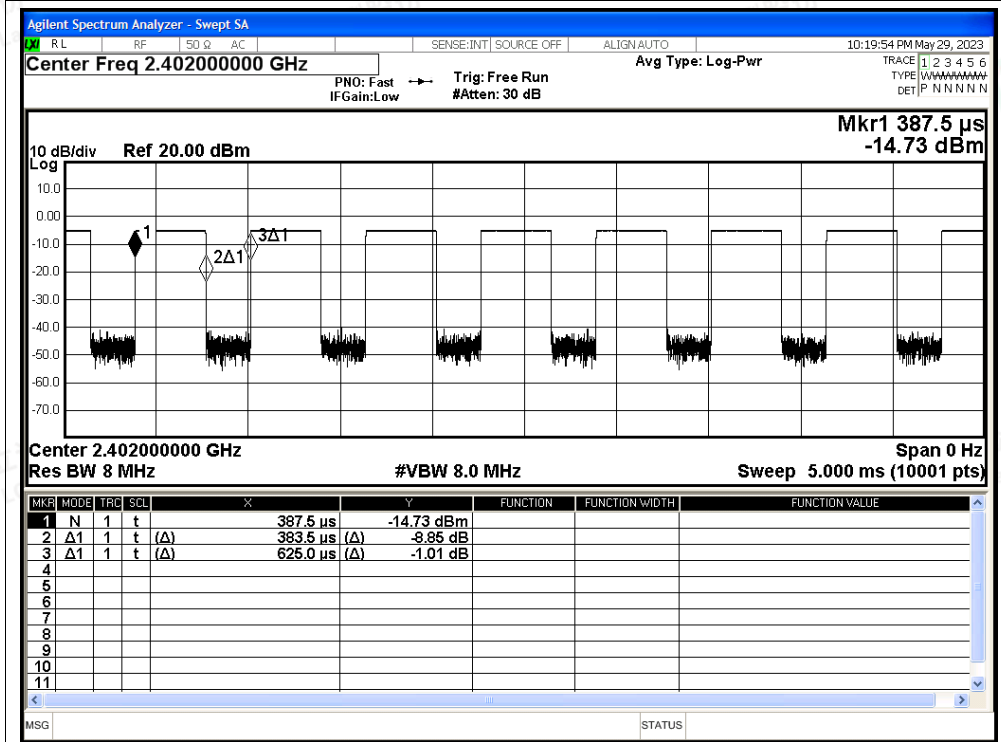 Agilent Spectrum Analyzer - Swept SA
LXI RL RF 50 Ω AC SENSE:INT SOURCE OFF ALIGN AUTO 10:19:54 PM May 29, 2023
Center Freq 2.402000000 GHz Avg Type: Log-Pwr TRACE 1 2 3 4 5 6
PNO: Fast Trig: Free Run TYPE WWWWWW
IFGain:Low #Atten: 30 dB DET P N N N N N
Mkr1 387.5 µs
10 dB/div Ref 20.00 dBm -14.73 dBm
Log
10.0
0.00
-10.0
-20.0
-30.0
-40.0
-50.0
-60.0
-70.0
1
2Δ1
3Δ1
Center 2.402000000 GHz Span 0 Hz
Res BW 8 MHz #VBW 8.0 MHz Sweep 5.000 ms (10001 pts)
MKR MODE TRC SCL X Y FUNCTION FUNCTION WIDTH FUNCTION VALUE
1 N 1 t 387.5 µs -14.73 dBm
2 Δ1 1 t (Δ) 383.5 µs (Δ) -8.85 dB
3 Δ1 1 t (Δ) 625.0 µs (Δ) -1.01 dB
4
5
6
7
8
9
10
11
MSG STATUS